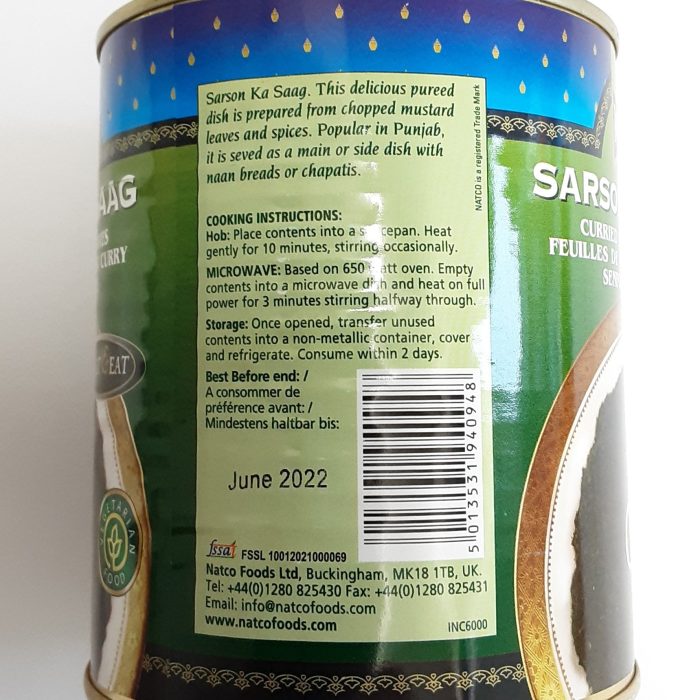 Sarson Ka Saag. This delicious pureed
dish is prepared from chopped mustard
leaves and spices. Popular in Punjab,
it is seved as a main or side dish with
naan breads or chapatis.
NATCO is a registered Trade Mark
COOKING INSTRUCTIONS:
Hob: Place contents into a saucepan. Heat
gently for 10 minutes, stirring occasionally.
MICROWAVE: Based on 650 watt oven. Empty
contents into a microwave dish and heat on full
power for 3 minutes stirring halfway through.
Storage: Once opened, transfer unused
contents into a non-metallic container, cover
and refrigerate. Consume within 2 days.
Best Before end: /
A consommer de
préférence avant: /
Mindestens haltbar bis:
June 2022
5 013531 940948
fssai FSSL 10012021000069
Natco Foods Ltd, Buckingham, MK18 1TB, UK.
Tel: +44(0)1280 825430 Fax: +44(0)1280 825431
Email: info@natcofoods.com
www.natcofoods.com
INC6000
AAG
CURRY
& EAT
VEGETARIAN
FOOD
SARSO
CURRIE
FEUILLES DE